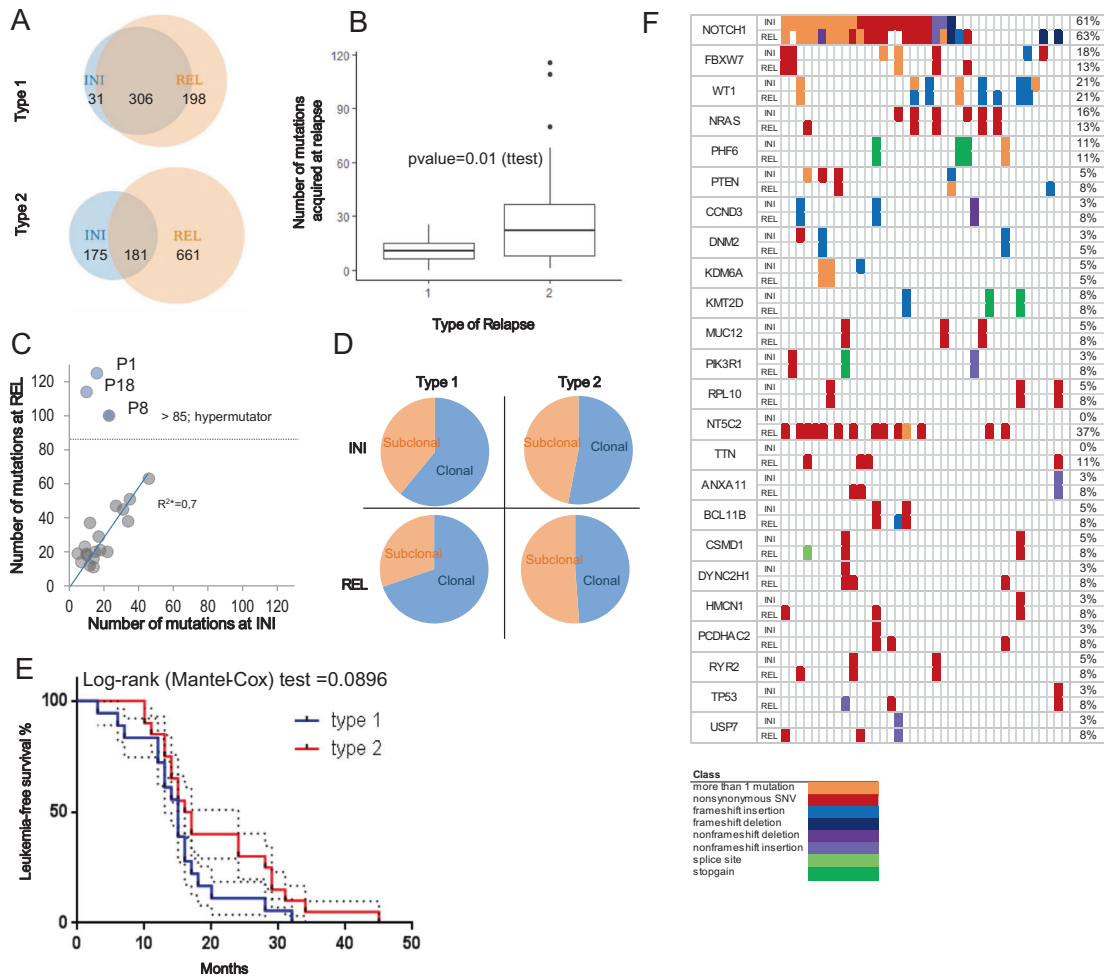 A
INI
REL
31
306
198
Type 1
INI
REL
175
181
661
Type 2
B
Number of mutations
acquired at relapse
120
90
60
30
0
pvalue=0.01 (ttest)
1
2
Type of Relapse
C
Number of mutations at REL
120
100
80
60
40
20
0
P1
P18
P8
> 85; hypermutator
R²*=0,7
0 20 40 60 80 100 120
Number of mutations at INI
D
Type 1
Type 2
INI
Subclonal
Clonal
Subclonal
Clonal
REL
Subclonal
Clonal
Subclonal
Clonal
E
Log-rank (Mantel-Cox) test =0.0896
Leukemia-free survival %
100
50
0
type 1
type 2
0 10 20 30 40 50
Months
F
NOTCH1
INI 61%
REL 63%
FBXW7
INI 18%
REL 13%
WT1
INI 21%
REL 21%
NRAS
INI 16%
REL 13%
PHF6
INI 11%
REL 11%
PTEN
INI 5%
REL 8%
CCND3
INI 3%
REL 8%
DNM2
INI 3%
REL 5%
KDM6A
INI 5%
REL 5%
KMT2D
INI 8%
REL 8%
MUC12
INI 5%
REL 8%
PIK3R1
INI 3%
REL 8%
RPL10
INI 5%
REL 8%
NT5C2
INI 0%
REL 37%
TTN
INI 0%
REL 11%
ANXA11
INI 3%
REL 8%
BCL11B
INI 5%
REL 8%
CSMD1
INI 5%
REL 8%
DYNC2H1
INI 3%
REL 8%
HMCN1
INI 3%
REL 8%
PCDHAC2
INI 3%
REL 8%
RYR2
INI 5%
REL 8%
TP53
INI 3%
REL 8%
USP7
INI 3%
REL 8%
Class
more than 1 mutation
nonsynonymous SNV
frameshift insertion
frameshift deletion
nonframeshift deletion
nonframeshift insertion
splice site
stopgain